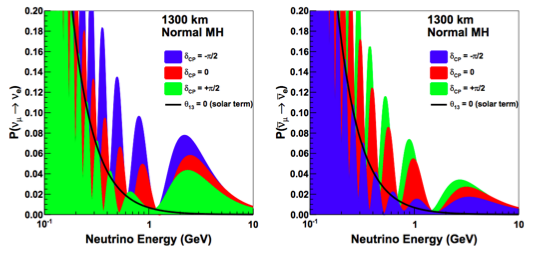 0.20
0.18
0.16
0.14
0.12
0.10
0.08
0.06
0.04
0.02
0.00
P(νμ → νe)
1300 km
Normal MH
δCP = -π/2
δCP = 0
δCP = +π/2
θ13 = 0 (solar term)
10-1
1
10
Neutrino Energy (GeV)
0.20
0.18
0.16
0.14
0.12
0.10
0.08
0.06
0.04
0.02
0.00
P(ν̄μ → ν̄e)
1300 km
Normal MH
δCP = -π/2
δCP = 0
δCP = +π/2
θ13 = 0 (solar term)
10-1
1
10
Neutrino Energy (GeV)